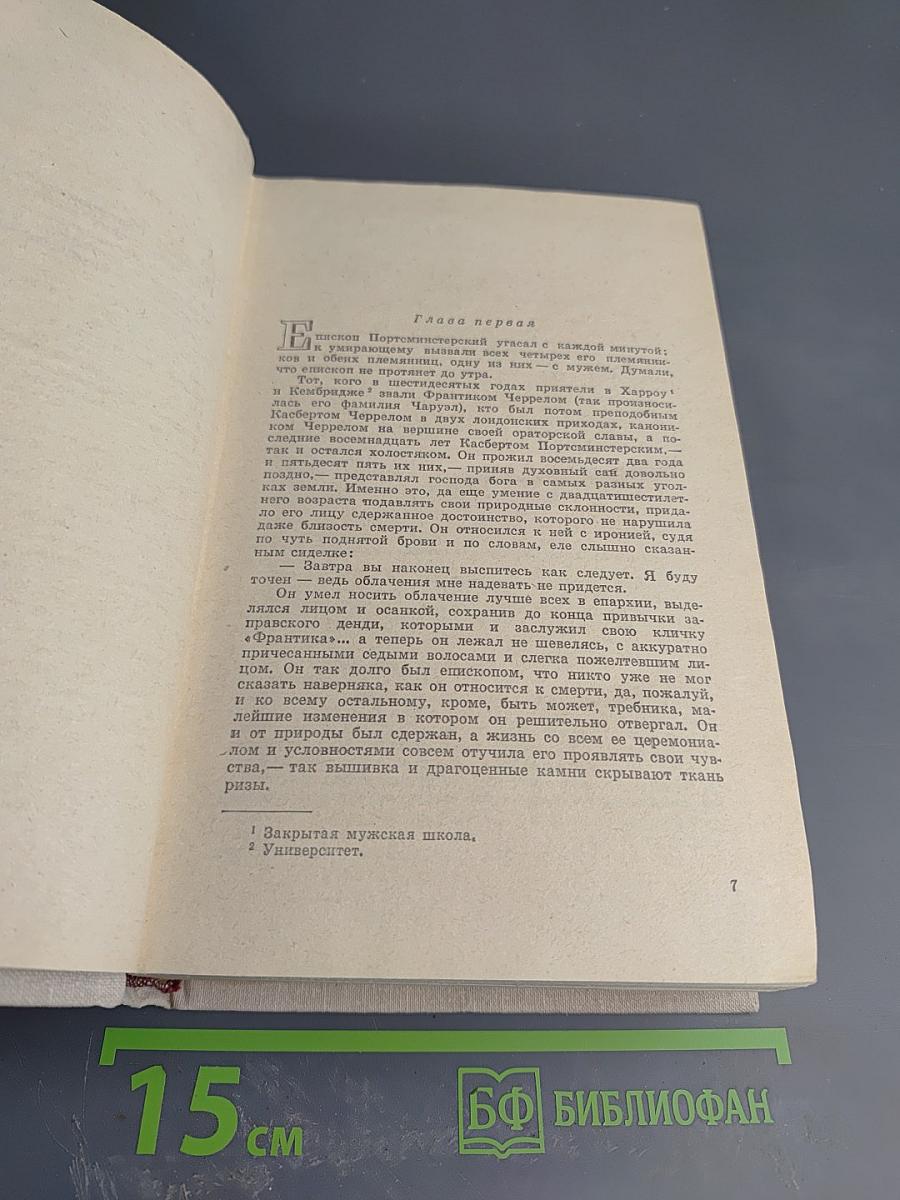 Глава первая
Епископ Портсминстерский угасал с каждой минутой:
к умирающему вызвали всех четырех его племянни-
ков и обеих племянниц, одну из них — с мужем. Думали,
что епископ не протянет до утра.
Тот, кого в шестидесятых годах приятели в Харроу ¹
и Кембридже ² звали Франтиком Черрелом (так произноси-
лась его фамилия Чаруэл), кто был потом преподобным
Касбертом Черрелом в двух лондонских приходах, канони-
ком Черрелом на вершине своей ораторской славы, а по-
следние восемнадцать лет Касбертом Портсминстерским,—
так и остался холостяком. Он прожил восемьдесят два года
и пятьдесят пять их них,— приняв духовный сан довольно
поздно,— представлял господа бога в самых разных угол-
ках земли. Именно это, да еще умение с двадцатишестилет-
него возраста подавлять свои природные склонности, прида-
ло его лицу сдержанное достоинство, которого не нарушила
даже близость смерти. Он относился к ней с иронией, судя
по чуть поднятой брови и по словам, еле слышно сказан-
ным сиделке:
— Завтра вы наконец выспитесь как следует. Я буду
точен — ведь облачения мне надевать не придется.
Он умел носить облачение лучше всех в епархии, выде-
лялся лицом и осанкой, сохранив до конца привычки за-
правского денди, которыми и заслужил свою кличку
«Франтика»... а теперь он лежал не шевелясь, с аккуратно
причесанными седыми волосами и слегка пожелтевшим ли-
цом. Он так долго был епископом, что никто уже не мог
сказать наверняка, как он относится к смерти, да, пожалуй,
и ко всему остальному, кроме, быть может, требника, ма-
лейшие изменения в котором он решительно отвергал. Он
и от природы был сдержан, а жизнь со всем ее церемониа-
лом и условностями совсем отучила его проявлять свои чув-
ства,— так вышивка и драгоценные камни скрывают ткань
ризы.
¹ Закрытая мужская школа.
² Университет.
7
15 см
БФ БИБЛИОФАН